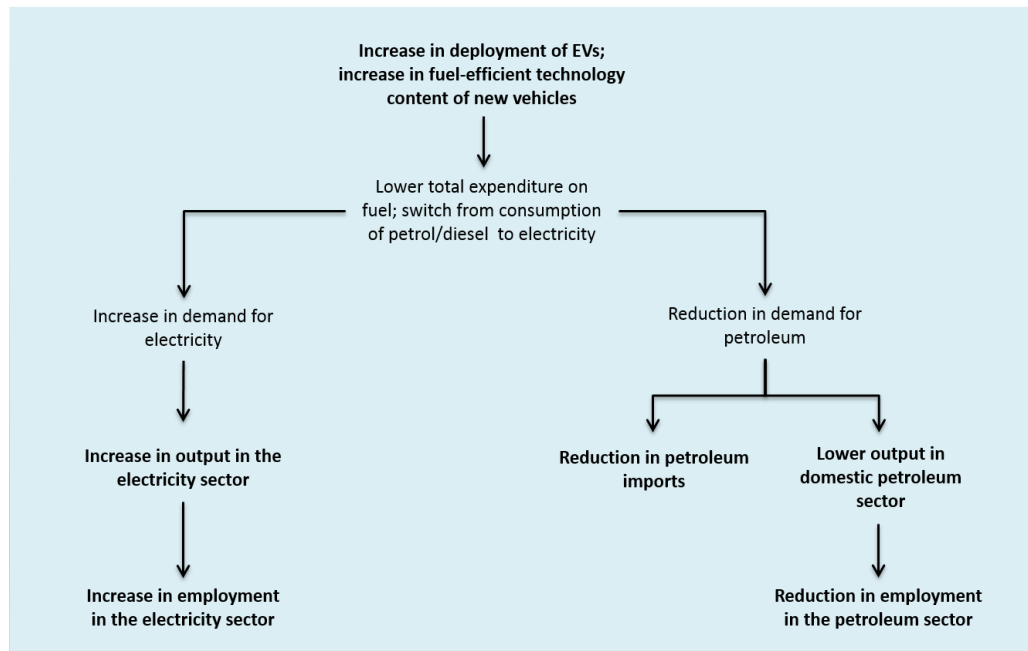 Increase in deployment of EVs;
increase in fuel-efficient technology
content of new vehicles
Lower total expenditure on
fuel; switch from consumption
of petrol/diesel to electricity
Increase in demand for
electricity
Reduction in demand for
petroleum
Increase in output in the
electricity sector
Reduction in petroleum
imports
Lower output in
domestic petroleum
sector
Increase in employment
in the electricity sector
Reduction in employment
in the petroleum sector